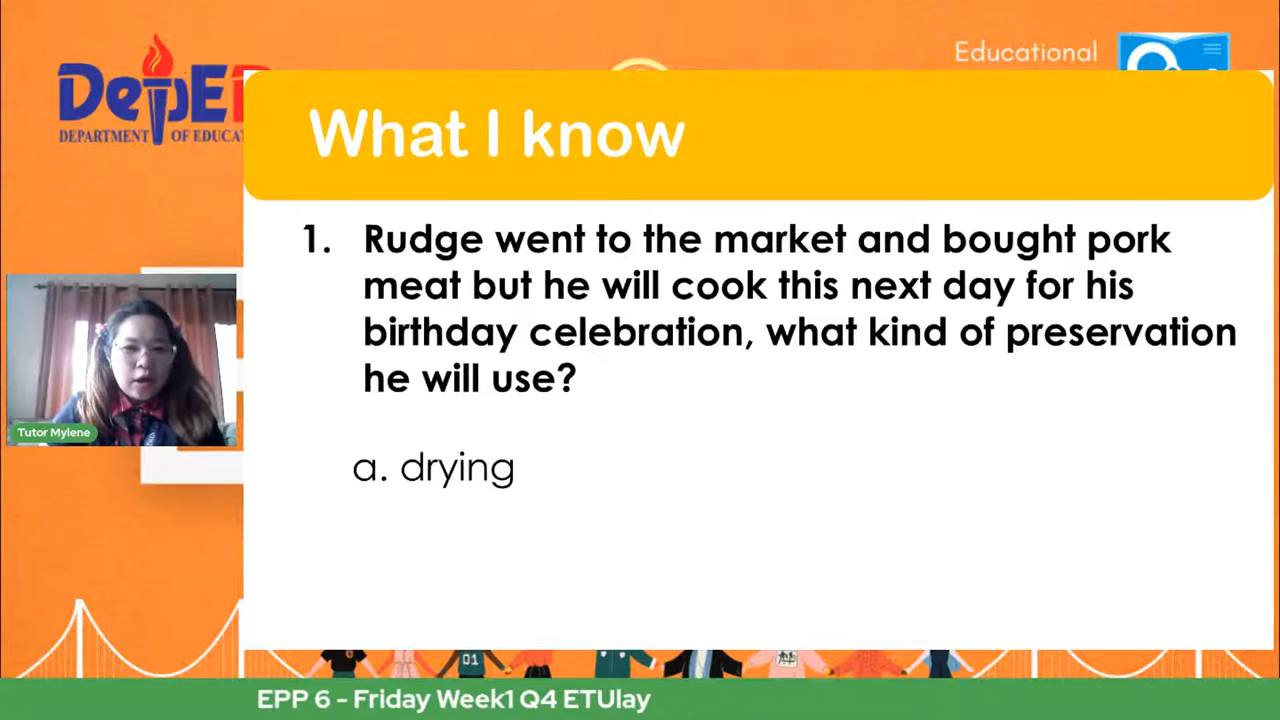 DepE
DEPARTMENT OF EDUCAT
Educational
What I know
1. Rudge went to the market and bought pork
meat but he will cook this next day for his
birthday celebration, what kind of preservation
he will use?
a. drying
Tutor Mylene
01
EPP 6 - Friday Week1 Q4 ETUlay